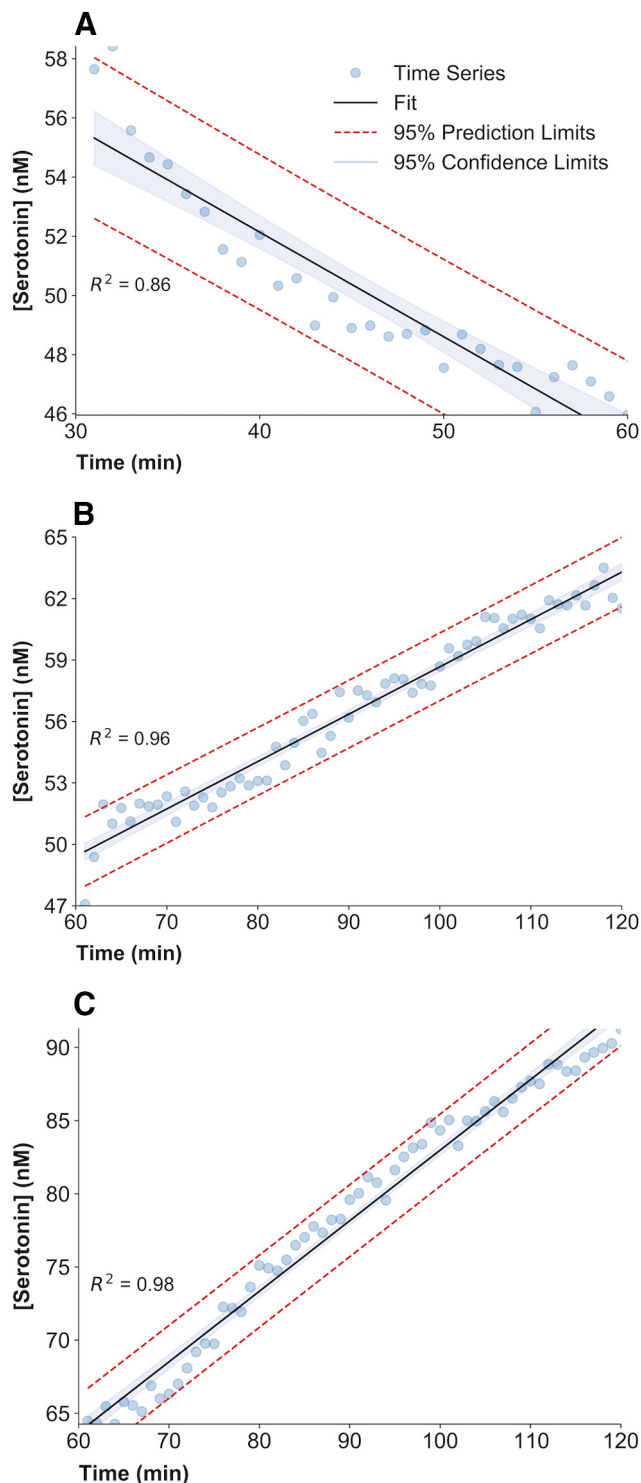 A
58
56
54
52
50
48
46
[Serotonin] (nM)
Time Series
Fit
95% Prediction Limits
95% Confidence Limits
R² = 0.86
30 40 50 60
Time (min)
B
65
62
59
56
53
50
47
[Serotonin] (nM)
R² = 0.96
60 70 80 90 100 110 120
Time (min)
C
90
85
80
75
70
65
[Serotonin] (nM)
R² = 0.98
60 70 80 90 100 110 120
Time (min)